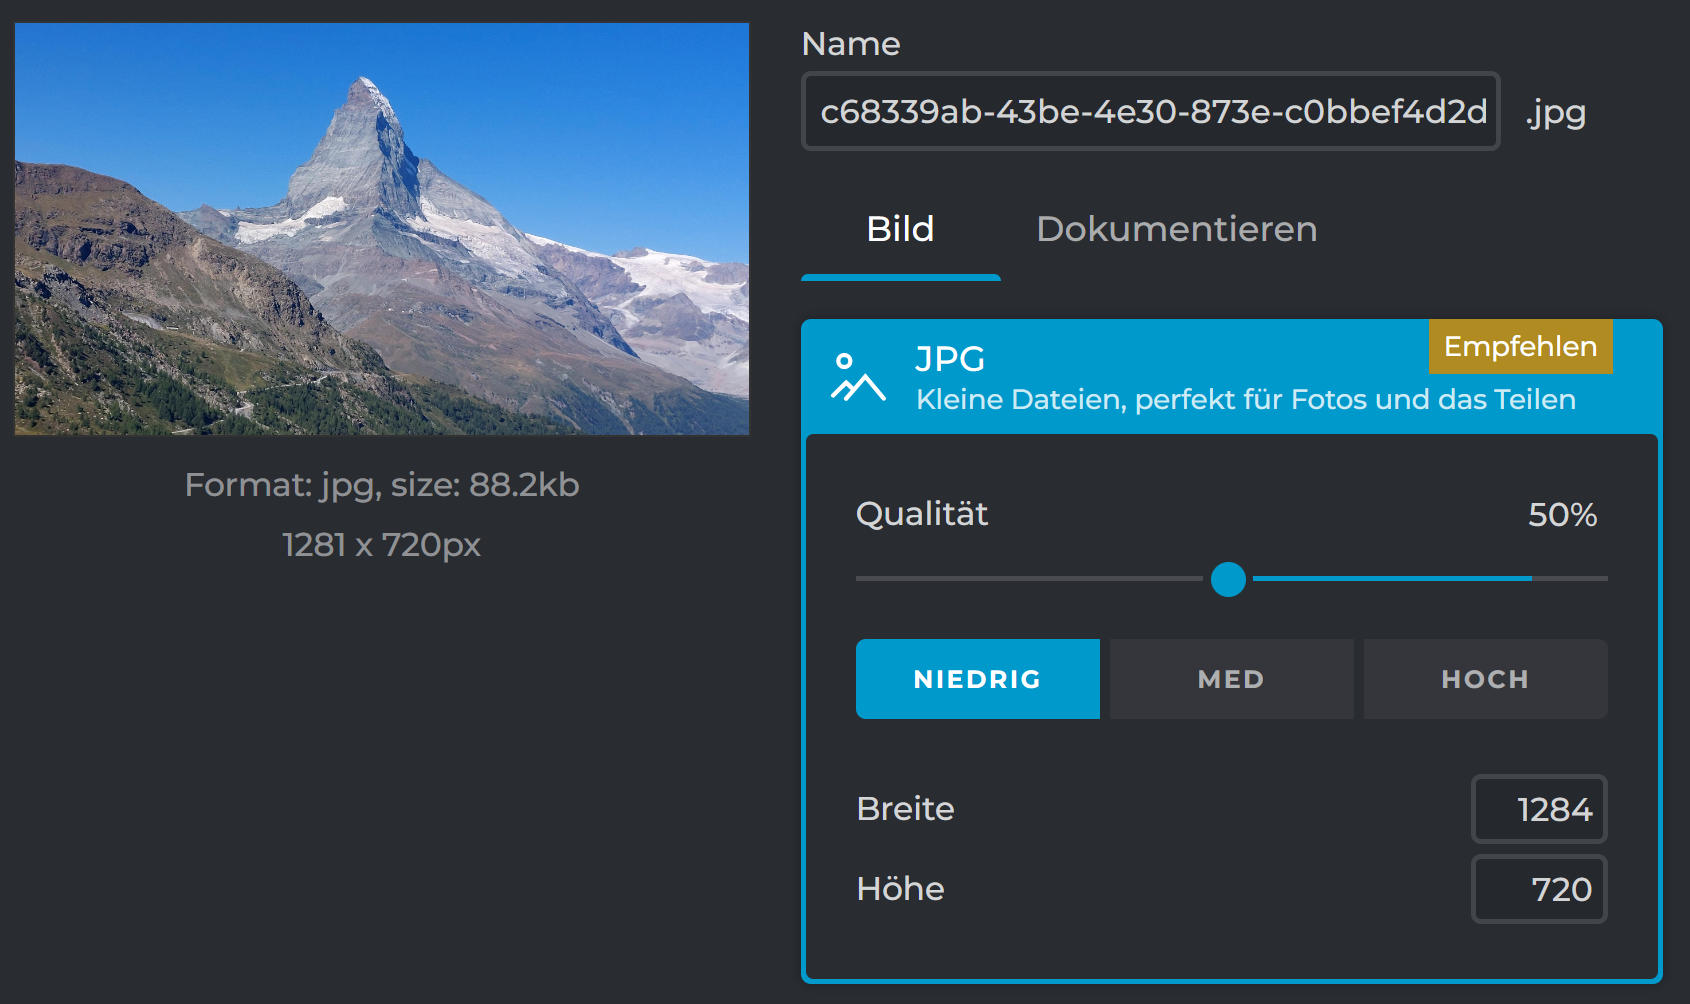 Name
c68339ab-43be-4e30-873e-c0bbef4d2d
.jpg
Bild
Dokumentieren
JPG
Empfehlen
Kleine Dateien, perfekt für Fotos und das Teilen
Format: jpg, size: 88.2kb
1281 x 720px
Qualität
50%
NIEDRIG
MED
HOCH
Breite
1284
Höhe
720